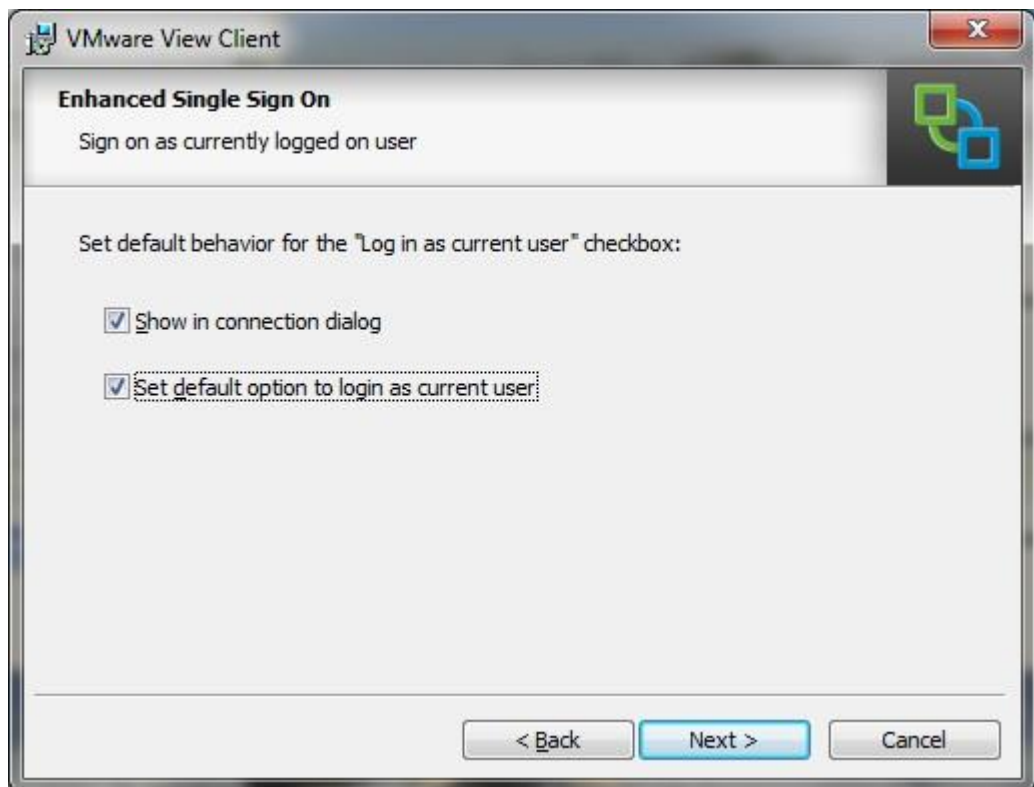 VMware View Client
Enhanced Single Sign On
Sign on as currently logged on user
Set default behavior for the "Log in as current user" checkbox:
Show in connection dialog
Set default option to login as current user
< Back
Next >
Cancel